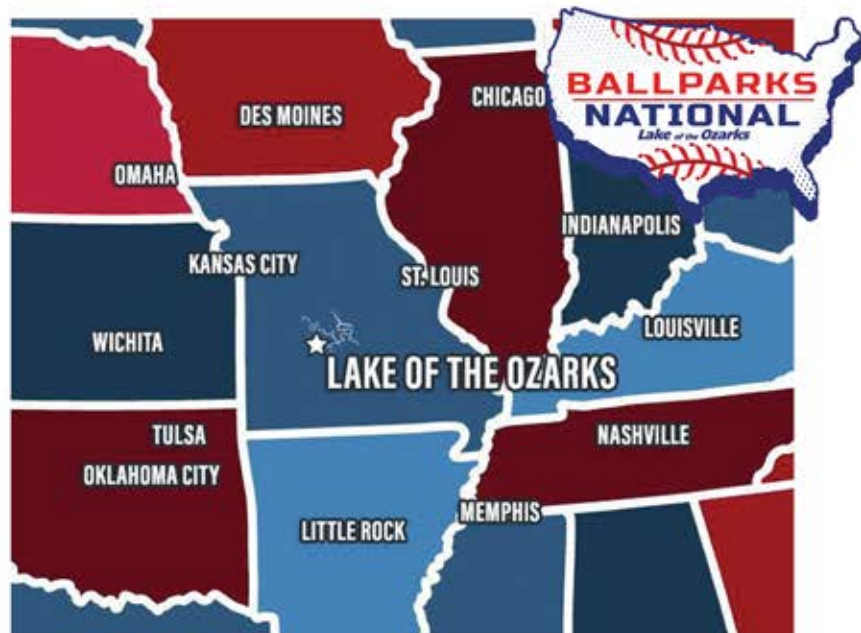 BALLPARKS
NATIONAL
Lake of the Ozarks
CHICAGO
DES MOINES
OMAHA
INDIANAPOLIS
KANSAS CITY
ST. LOUIS
LOUISVILLE
WICHITA
LAKE OF THE OZARKS
TULSA
NASHVILLE
OKLAHOMA CITY
MEMPHIS
LITTLE ROCK